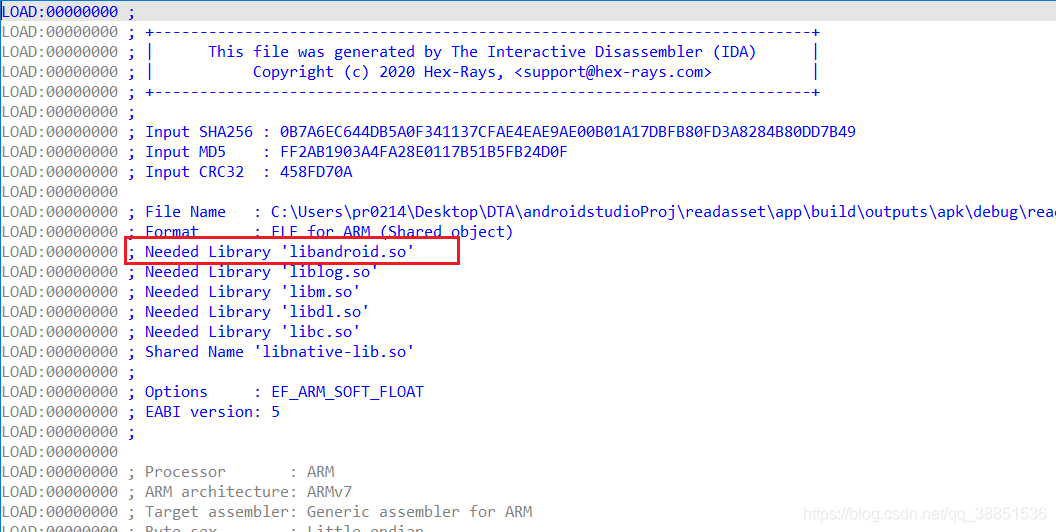 LOAD:00000000 ;
LOAD:00000000 ; +-------------------------------------------------------------------------+
LOAD:00000000 ; |      This file was generated by The Interactive Disassembler (IDA)      |
LOAD:00000000 ; |           Copyright (c) 2020 Hex-Rays, <support@hex-rays.com>           |
LOAD:00000000 ; +-------------------------------------------------------------------------+
LOAD:00000000 ;
LOAD:00000000 ; Input SHA256 : 0B7A6EC644DB5A0F341137CFAE4EAE9AE00B01A17DBFB80FD3A8284B80DD7B49
LOAD:00000000 ; Input MD5    : FF2AB1903A4FA28E0117B51B5FB24D0F
LOAD:00000000 ; Input CRC32  : 458FD70A
LOAD:00000000
LOAD:00000000 ; File Name   : C:\Users\pr0214\Desktop\DTA\androidstudioProj\readasset\app\build\outputs\apk\debug\rea
LOAD:00000000 ; Format      : ELF for ARM (Shared object)
LOAD:00000000 ; Needed Library 'libandroid.so'
LOAD:00000000 ; Needed Library 'liblog.so'
LOAD:00000000 ; Needed Library 'libm.so'
LOAD:00000000 ; Needed Library 'libdl.so'
LOAD:00000000 ; Needed Library 'libc.so'
LOAD:00000000 ; Shared Name 'libnative-lib.so'
LOAD:00000000 ;
LOAD:00000000 ; Options     : EF_ARM_SOFT_FLOAT
LOAD:00000000 ; EABI version: 5
LOAD:00000000 ;
LOAD:00000000
LOAD:00000000 ; Processor       : ARM
LOAD:00000000 ; ARM architecture: ARMv7
LOAD:00000000 ; Target assembler: Generic assembler for ARM
LOAD:00000000 ; Byte sex        : Little endian
https://blog.csdn.net/qq_38851536